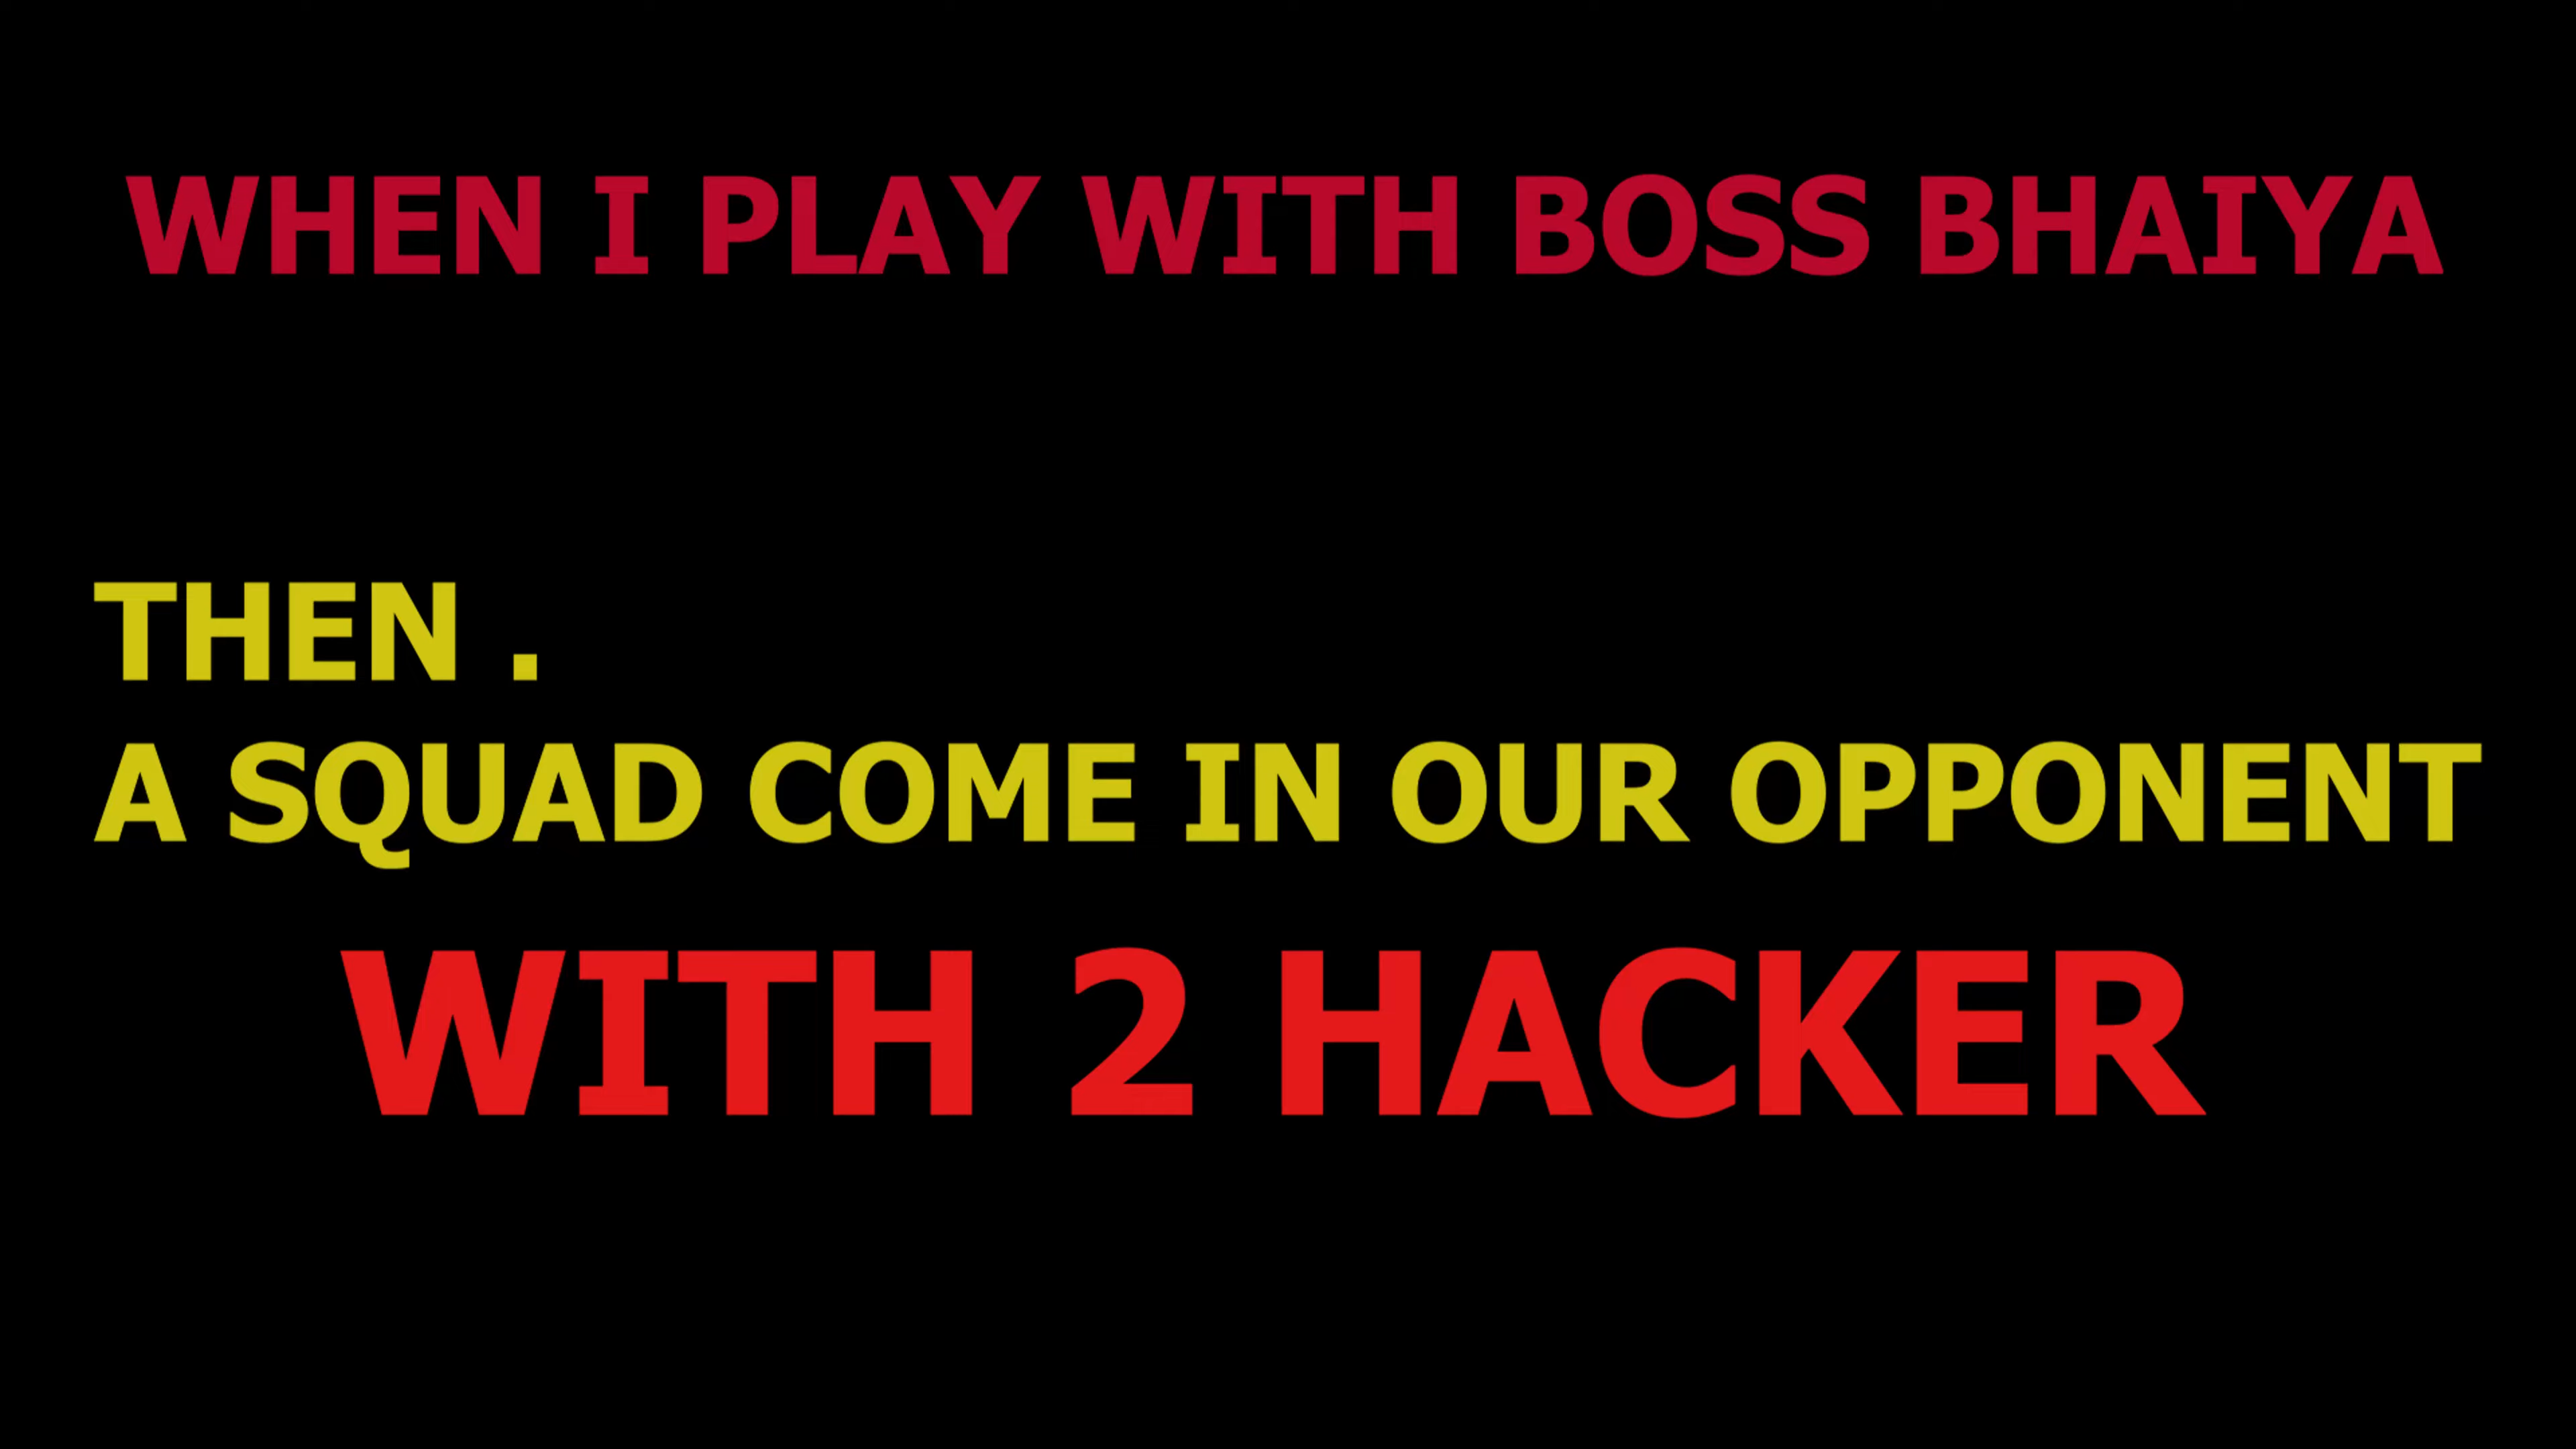 WHEN I PLAY WITH BOSS BHAIYA
THEN .
A SQUAD COME IN OUR OPPONENT
WITH 2 HACKER